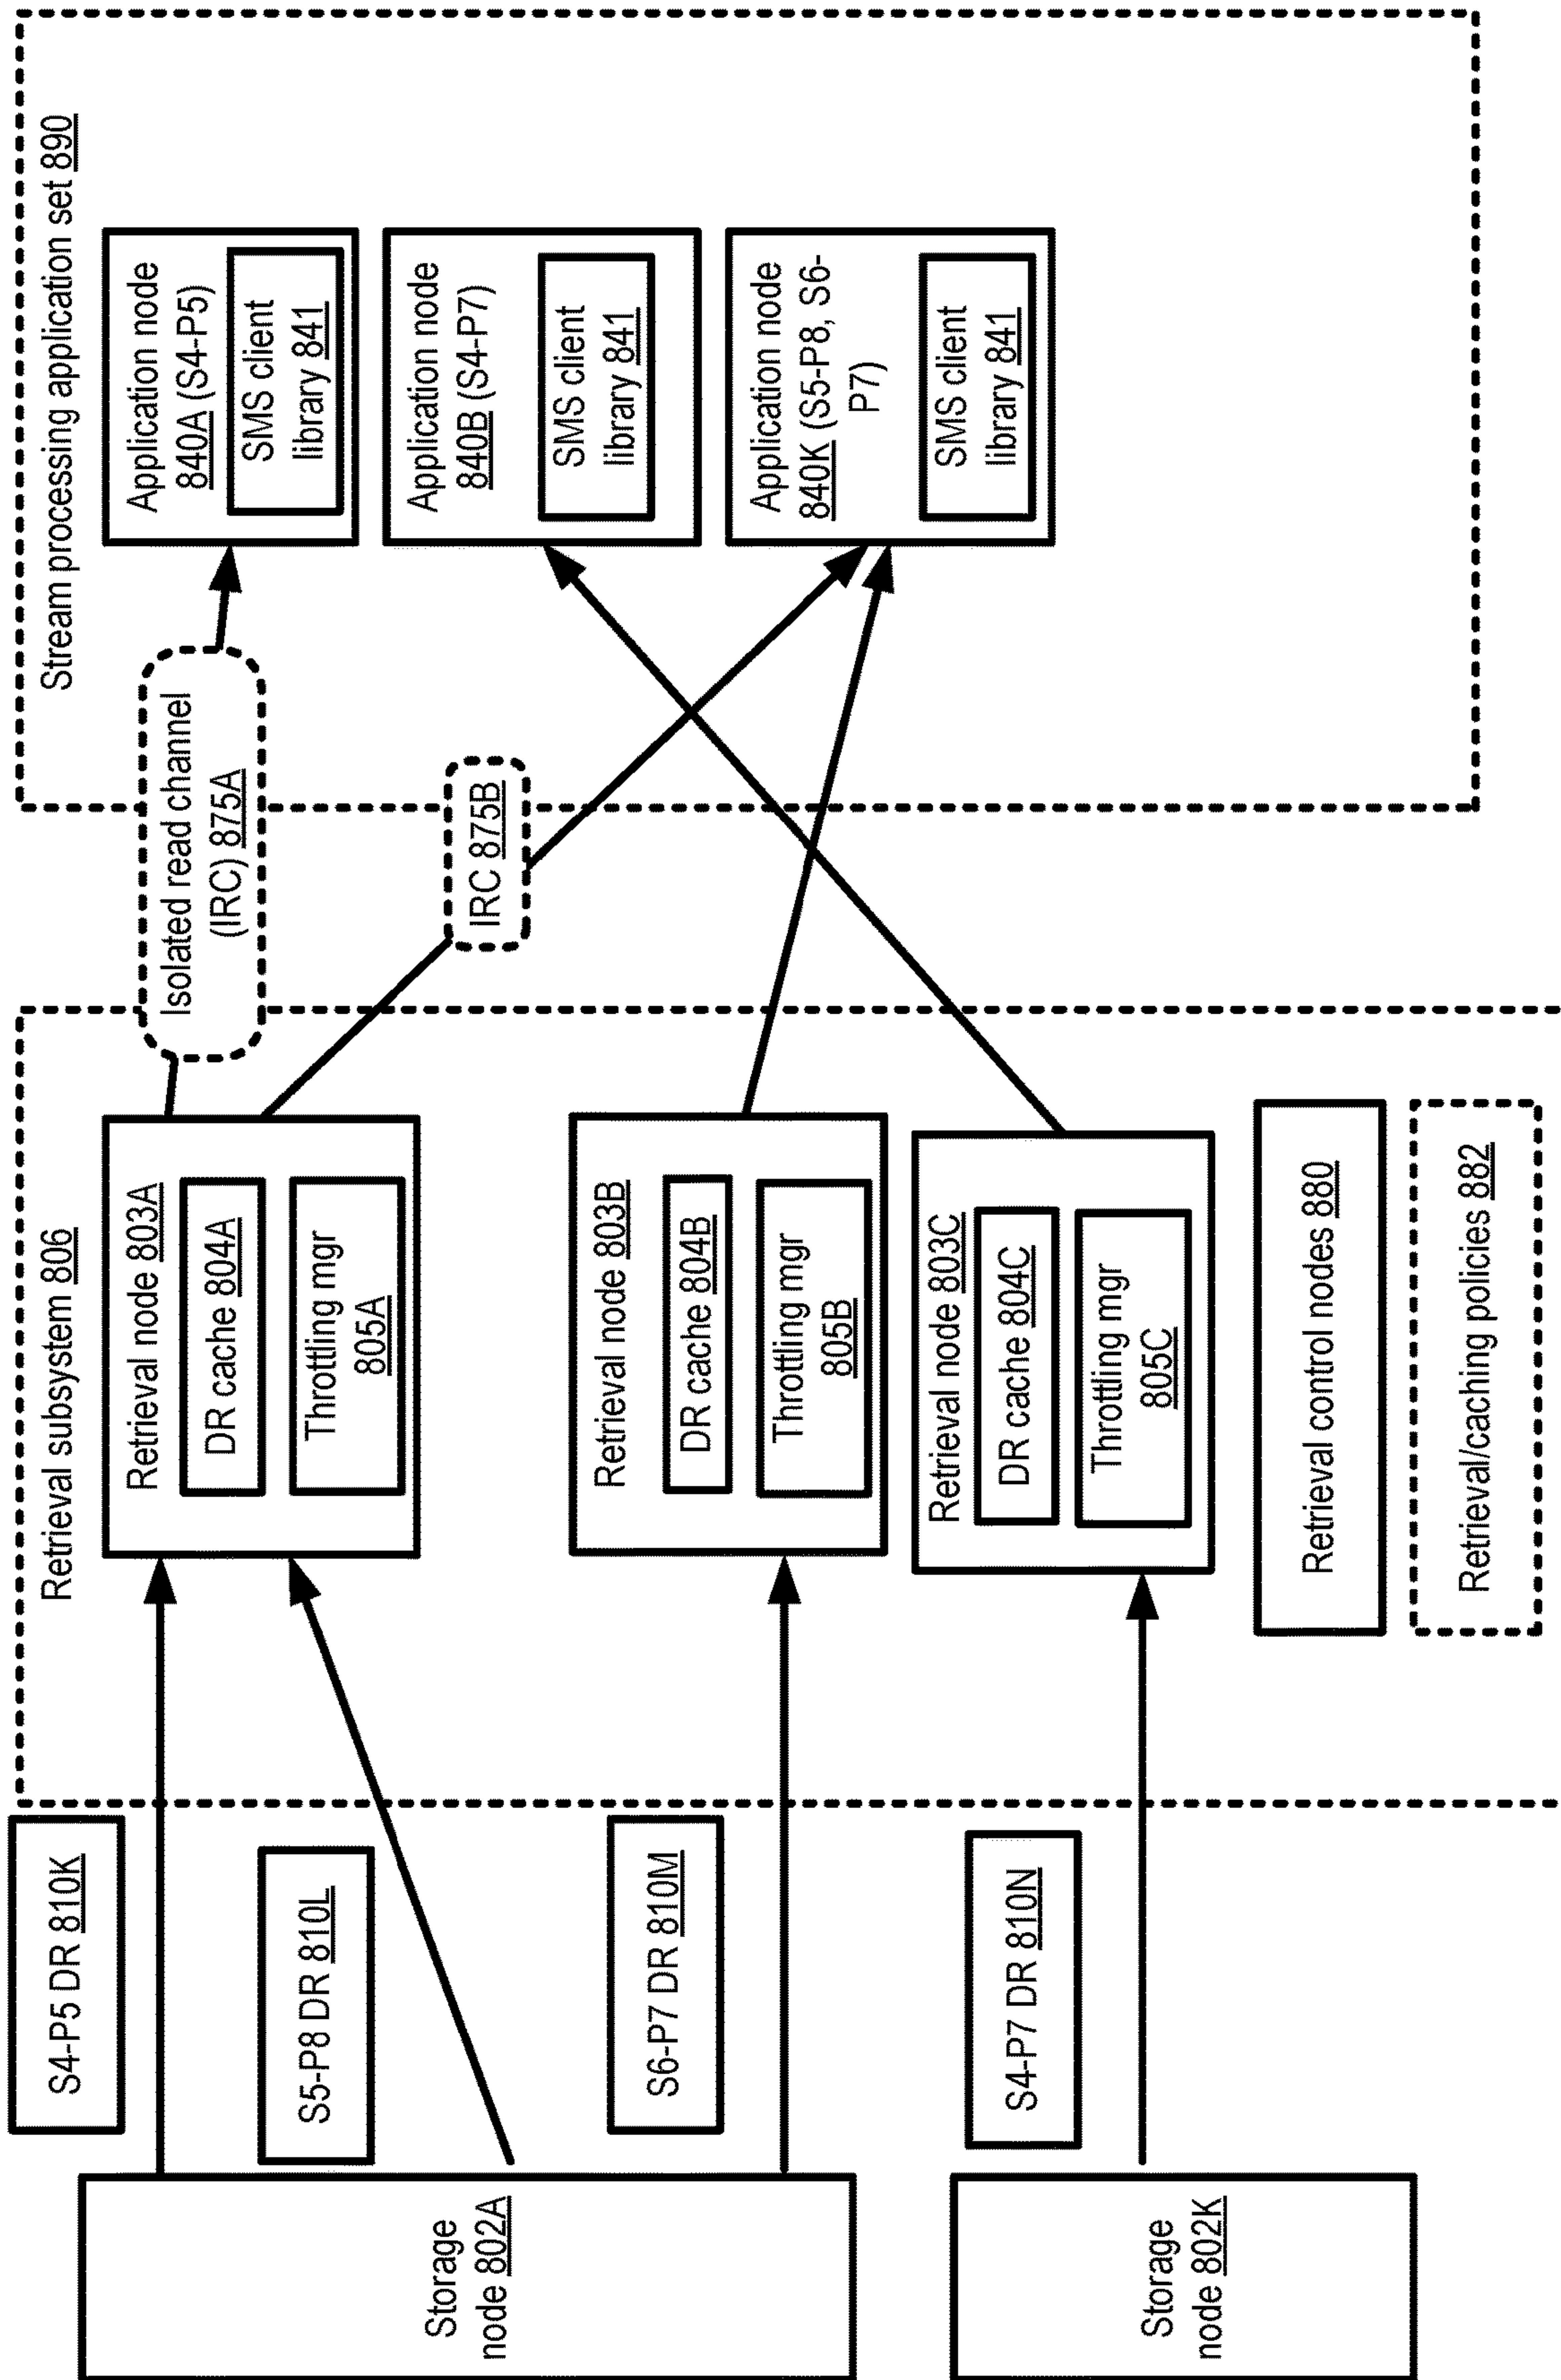 Storage
node 802A
Storage
node 802K
S4-P5 DR 810K
S5-P8 DR 810L
S6-P7 DR 810M
S4-P7 DR 810N
Retrieval subsystem 806
Retrieval node 803A
DR cache 804A
Throttling mgr
805A
Retrieval node 803B
DR cache 804B
Throttling mgr
805B
Retrieval node 803C
DR cache 804C
Throttling mgr
805C
Retrieval control nodes 880
Retrieval/caching policies 882
Isolated read channel
(IRC) 875A
IRC 875B
Stream processing application set 890
Application node
840A (S4-P5)
SMS client
library 841
Application node
840B (S4-P7)
SMS client
library 841
Application node
840K (S5-P8, S6-
P7)
SMS client
library 841